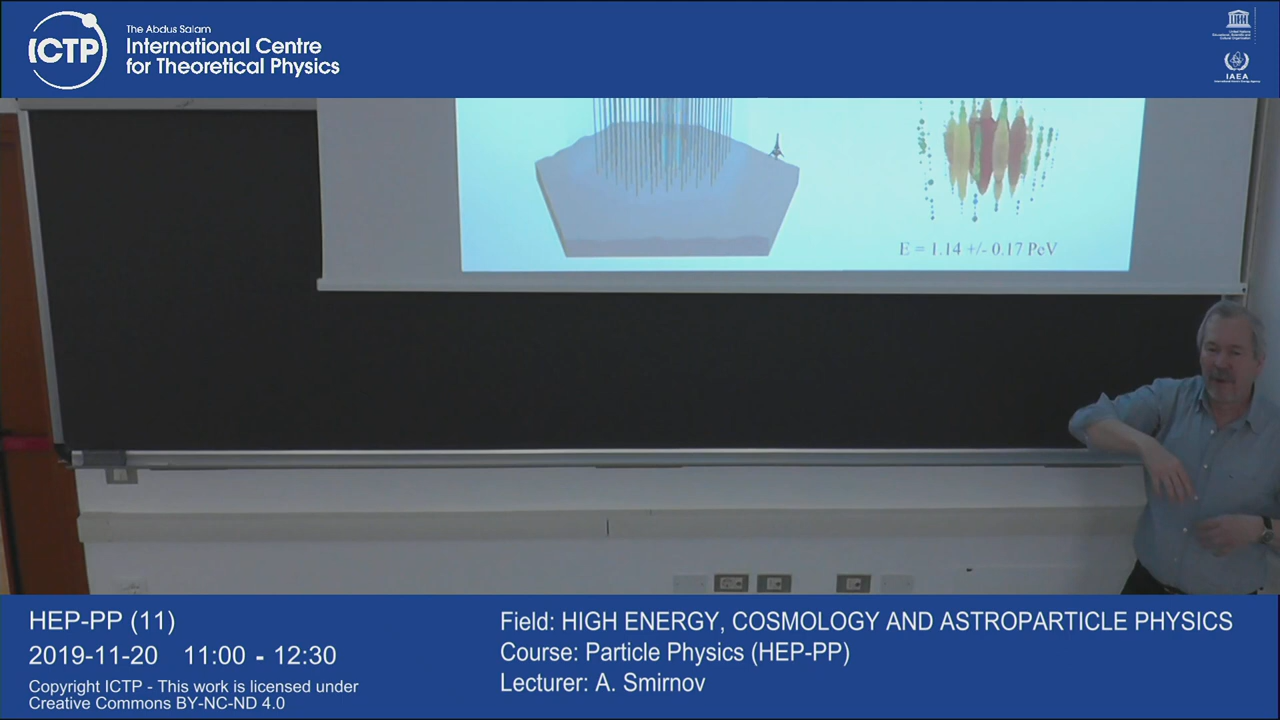 ICTP
The Abdus Salam
International Centre
for Theoretical Physics
IAEA
E = 1.14 +/- 0.17 PeV
HEP-PP (11)
2019-11-20 11:00 - 12:30
Copyright ICTP - This work is licensed under
Creative Commons BY-NC-ND 4.0
Field: HIGH ENERGY, COSMOLOGY AND ASTROPARTICLE PHYSICS
Course: Particle Physics (HEP-PP)
Lecturer: A. Smirnov